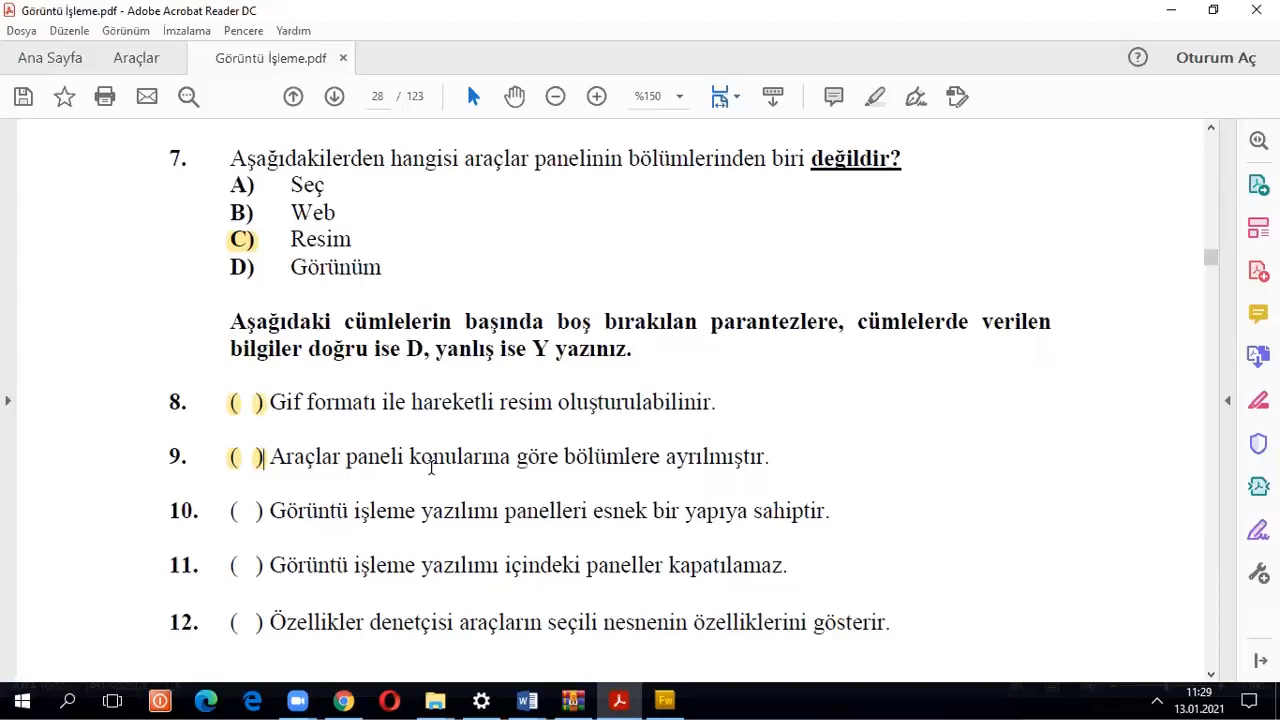 Görüntü İşleme.pdf - Adobe Acrobat Reader DC
Dosya Düzenle Görünüm İmzalama Pencere Yardım
Ana Sayfa Araçlar Görüntü İşleme.pdf × Oturum Aç
28 / 123 %150
7. Aşağıdakilerden hangisi araçlar panelinin bölümlerinden biri değildir?
A) Seç
B) Web
C) Resim
D) Görünüm
Aşağıdaki cümlelerin başında boş bırakılan parantezlere, cümlelerde verilen
bilgiler doğru ise D, yanlış ise Y yazınız.
8. ( ) Gif formatı ile hareketli resim oluşturulabilinir.
9. ( ) Araçlar paneli konularına göre bölümlere ayrılmıştır.
10. ( ) Görüntü işleme yazılımı panelleri esnek bir yapıya sahiptir.
11. ( ) Görüntü işleme yazılımı içindeki paneller kapatılamaz.
12. ( ) Özellikler denetçisi araçların seçili nesnenin özelliklerini gösterir.
Fw
11:29
13.01.2021